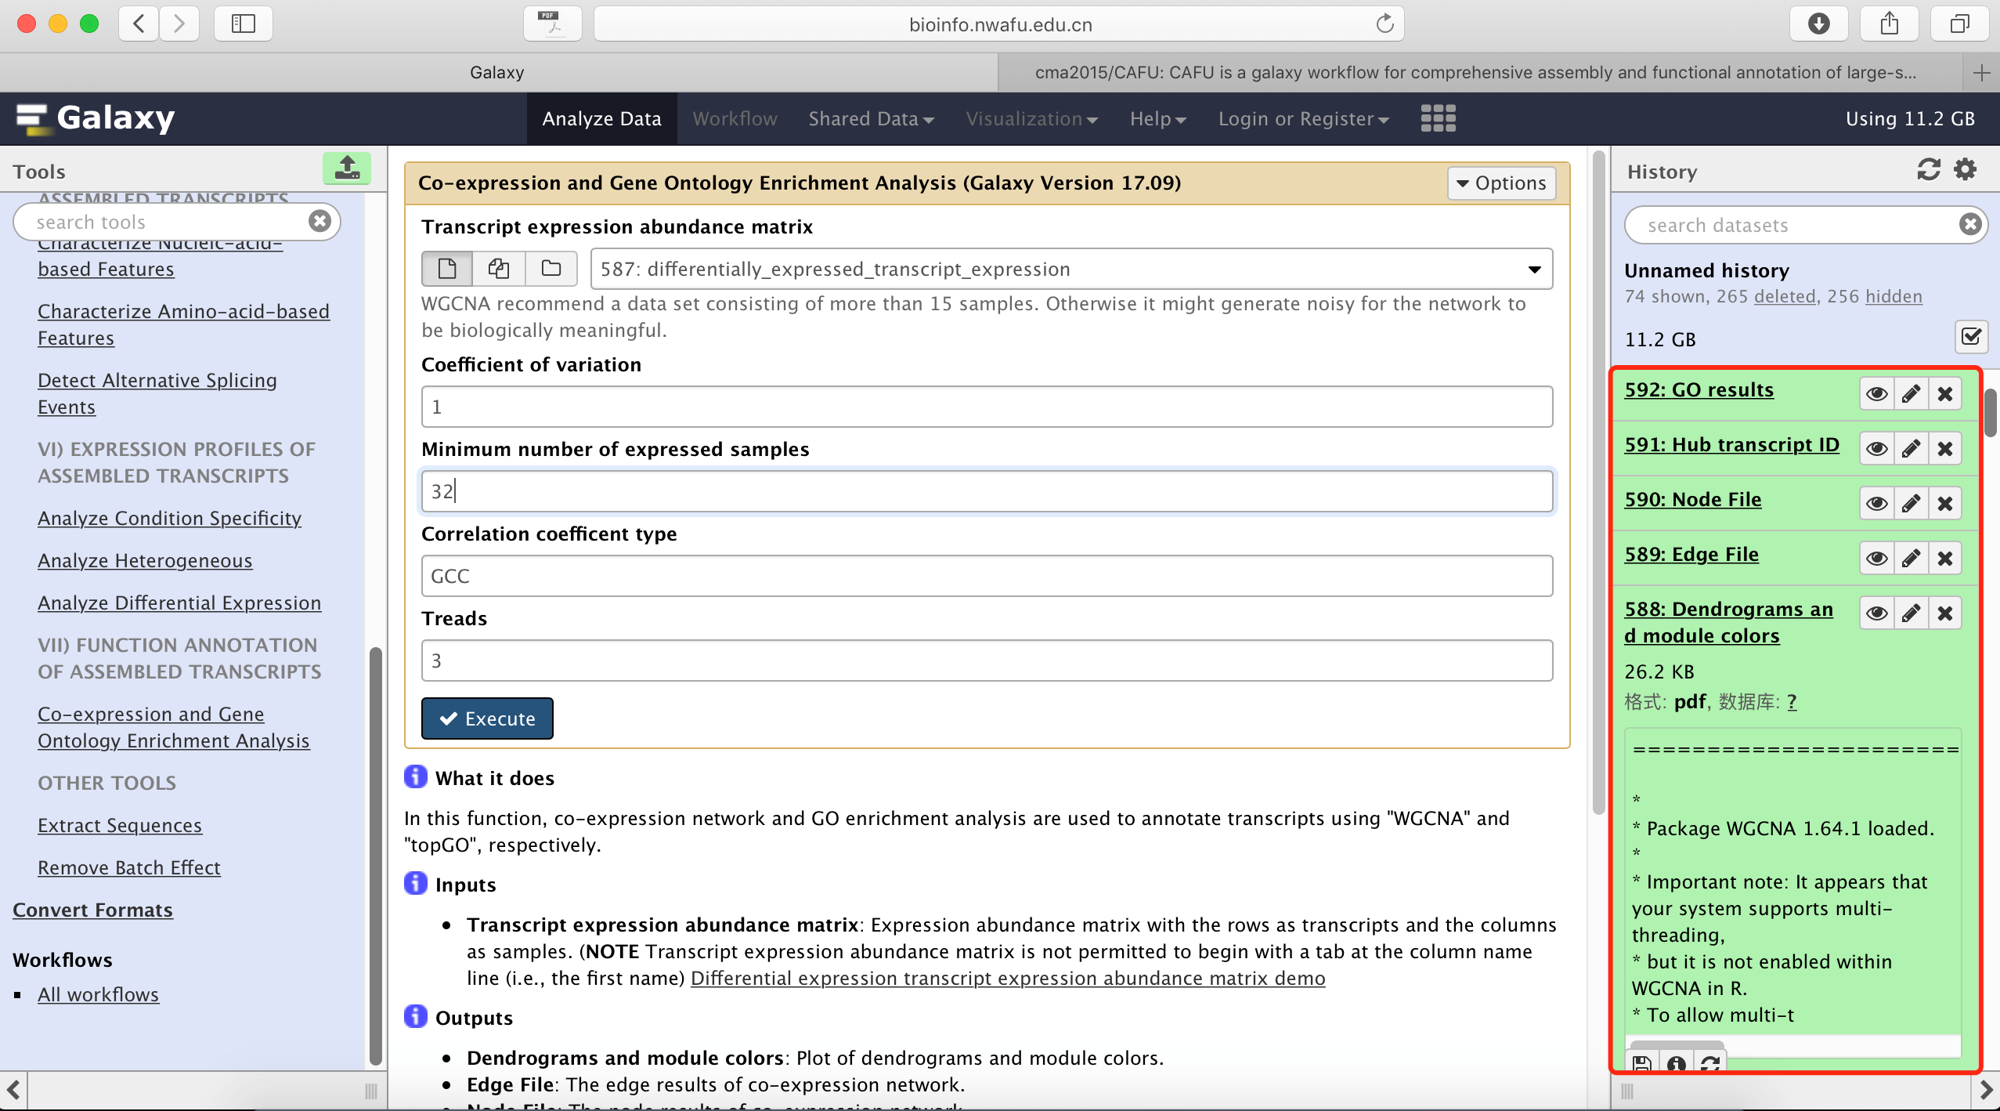 PDF
bioinfo.nwafu.edu.cn
Galaxy
cma2015/CAFU: CAFU is a galaxy workflow for comprehensive assembly and functional annotation of large-s...
Galaxy
Analyze Data
Workflow
Shared Data
Visualization
Help
Login or Register
Using 11.2 GB
Tools
ASSEMBLED TRANSCRIPTS
search tools
Characterize Nucleic-acid-
based Features
Characterize Amino-acid-based
Features
Detect Alternative Splicing
Events
VI) EXPRESSION PROFILES OF
ASSEMBLED TRANSCRIPTS
Analyze Condition Specificity
Analyze Heterogeneous
Analyze Differential Expression
VII) FUNCTION ANNOTATION
OF ASSEMBLED TRANSCRIPTS
Co-expression and Gene
Ontology Enrichment Analysis
OTHER TOOLS
Extract Sequences
Remove Batch Effect
Convert Formats
Workflows
All workflows
Co-expression and Gene Ontology Enrichment Analysis (Galaxy Version 17.09)
Options
Transcript expression abundance matrix
587: differentially_expressed_transcript_expression
WGCNA recommend a data set consisting of more than 15 samples. Otherwise it might generate noisy for the network to
be biologically meaningful.
Coefficient of variation
1
Minimum number of expressed samples
32
Correlation coefficent type
GCC
Treads
3
Execute
What it does
In this function, co-expression network and GO enrichment analysis are used to annotate transcripts using "WGCNA" and
"topGO", respectively.
Inputs
• Transcript expression abundance matrix: Expression abundance matrix with the rows as transcripts and the columns
as samples. (NOTE Transcript expression abundance matrix is not permitted to begin with a tab at the column name
line (i.e., the first name) Differential expression transcript expression abundance matrix demo
Outputs
• Dendrograms and module colors: Plot of dendrograms and module colors.
• Edge File: The edge results of co-expression network.
• Node File: The node results of co-expression network.
History
search datasets
Unnamed history
74 shown, 265 deleted, 256 hidden
11.2 GB
592: GO results
591: Hub transcript ID
590: Node File
589: Edge File
588: Dendrograms an
d module colors
26.2 KB
格式: pdf, 数据库: ?
======================
*
* Package WGCNA 1.64.1 loaded.
*
* Important note: It appears that
your system supports multi-
threading,
* but it is not enabled within
WGCNA in R.
* To allow multi-t